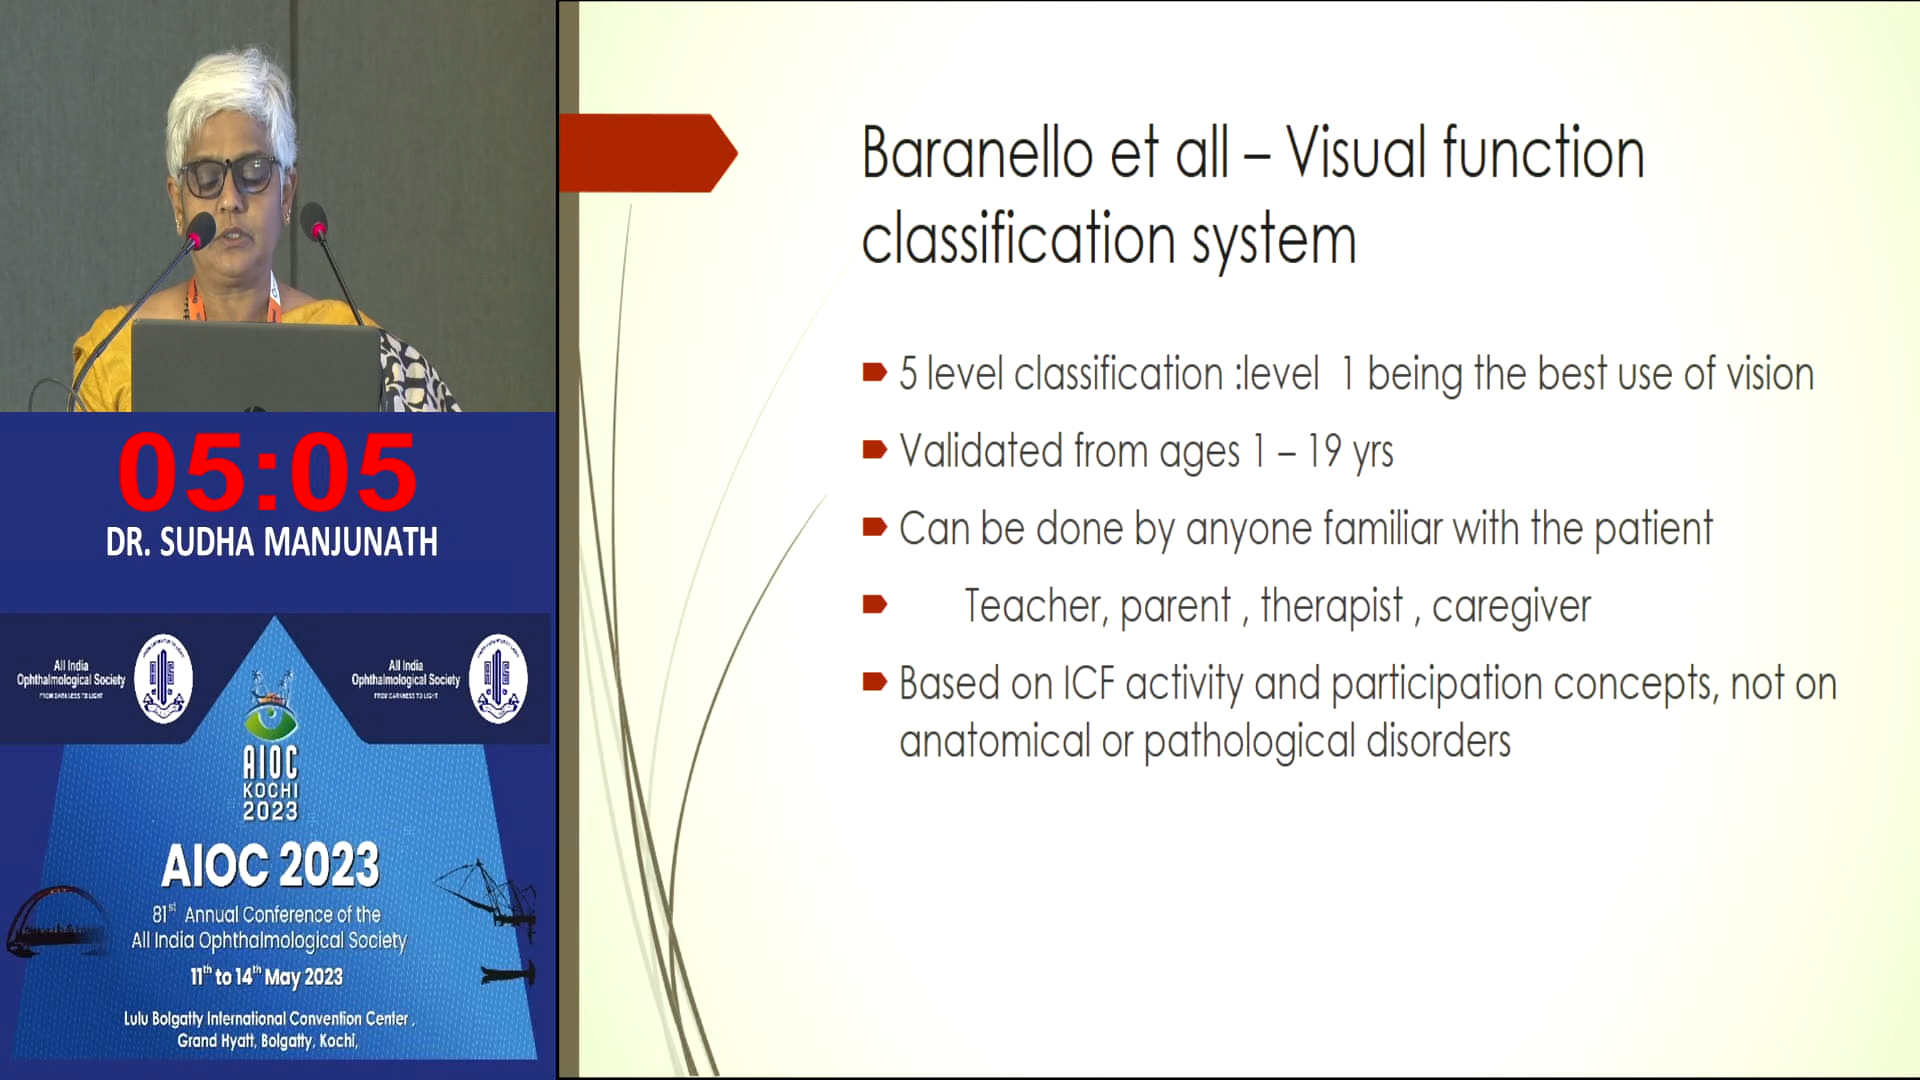 05:05
DR. SUDHA MANJUNATH
All India
Ophthalmological Society
FROM DARKNESS TO LIGHT
All India
Ophthalmological Society
FROM DARKNESS TO LIGHT
AIOC
KOCHI
2023
AIOC 2023
81st Annual Conference of the
All India Ophthalmological Society
11th to 14th May 2023
Lulu Bolgatty International Convention Center,
Grand Hyatt, Bolgatty, Kochi,
Baranello et all – Visual function
classification system
5 level classification :level 1 being the best use of vision
Validated from ages 1 – 19 yrs
Can be done by anyone familiar with the patient
Teacher, parent , therapist , caregiver
Based on ICF activity and participation concepts, not on
anatomical or pathological disorders